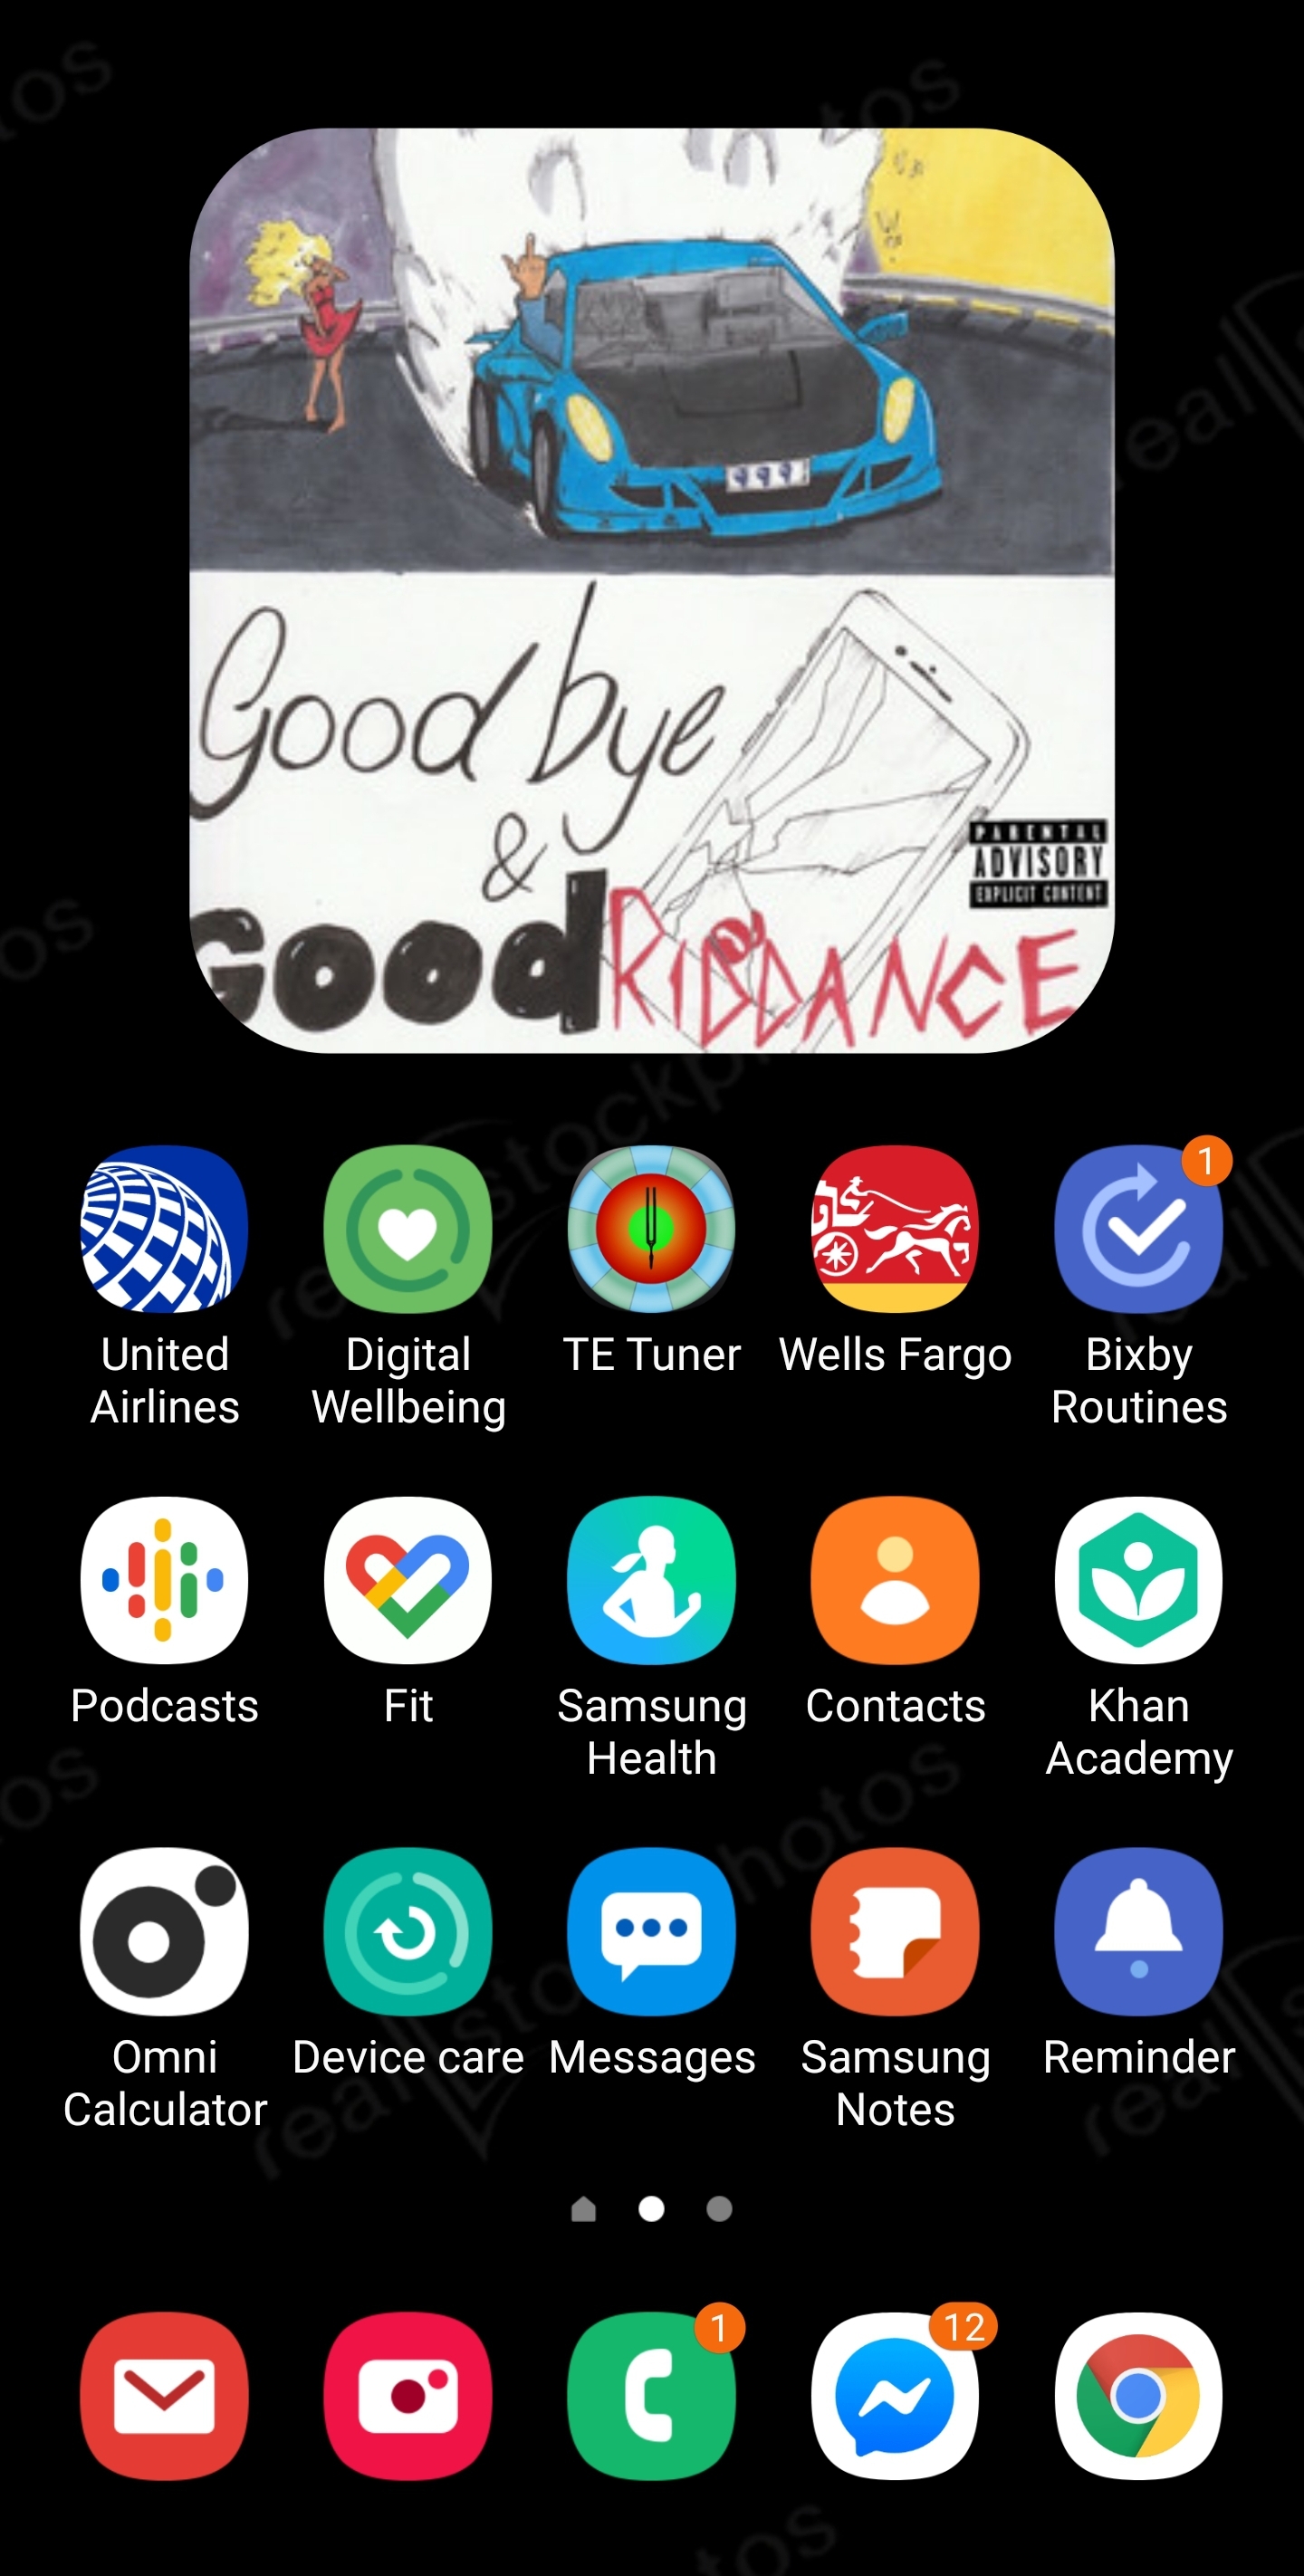 Good bye
&
Good RIDDANCE
PARENTAL
ADVISORY
EXPLICIT CONTENT
999
1
United
Airlines
Digital
Wellbeing
TE Tuner
Wells Fargo
Bixby
Routines
Podcasts
Fit
Samsung
Health
Contacts
Khan
Academy
Omni
Calculator
Device care
Messages
Samsung
Notes
Reminder
1
12